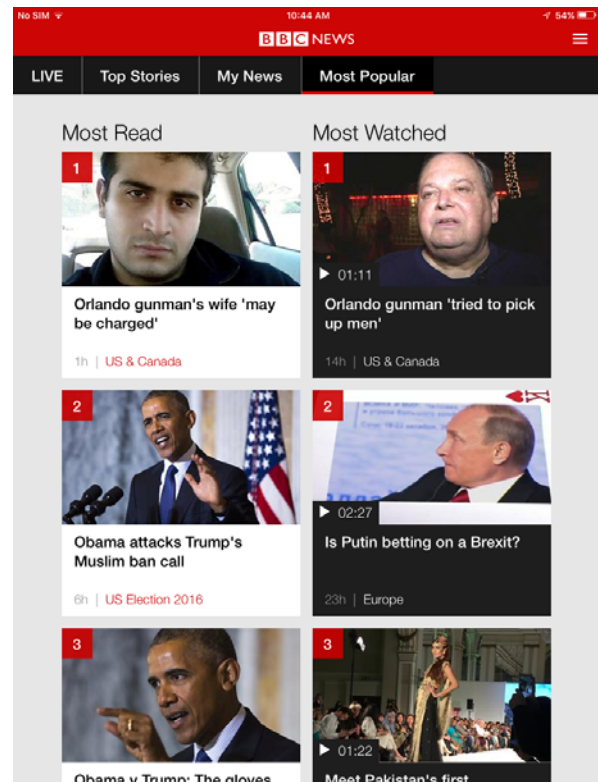 No SIM 10:44 AM 54%
BBC NEWS
LIVE Top Stories My News Most Popular
Most Read
1
Orlando gunman's wife 'may
be charged'
1h | US & Canada
2
Obama attacks Trump's
Muslim ban call
6h | US Election 2016
3
Obama v Trump: The gloves
Most Watched
1
01:11
Orlando gunman 'tried to pick
up men'
14h | US & Canada
2
02:27
Is Putin betting on a Brexit?
23h | Europe
3
01:22
Meet Pakistan's first